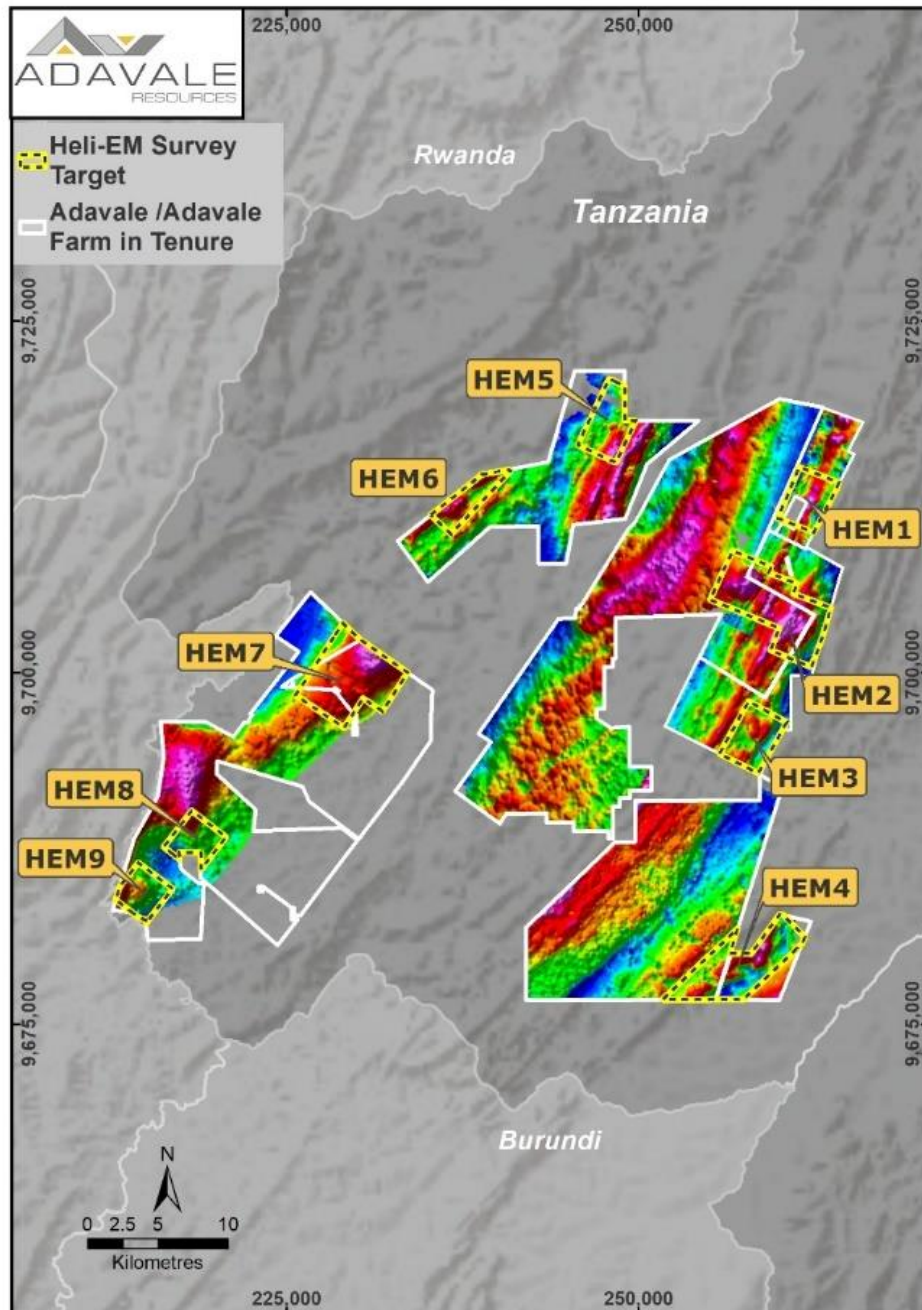 225,000
250,000
ADAVALE
RESOURCES
Heli-EM Survey
Target
Adavale /Adavale
Farm in Tenure
Rwanda
Tanzania
9,725,000
9,725,000
HEM5
HEM6
HEM1
HEM7
9,700,000
9,700,000
HEM2
HEM8
HEM3
HEM9
HEM4
9,675,000
9,675,000
Burundi
N
0 2.5 5 10
Kilometres
225,000
250,000